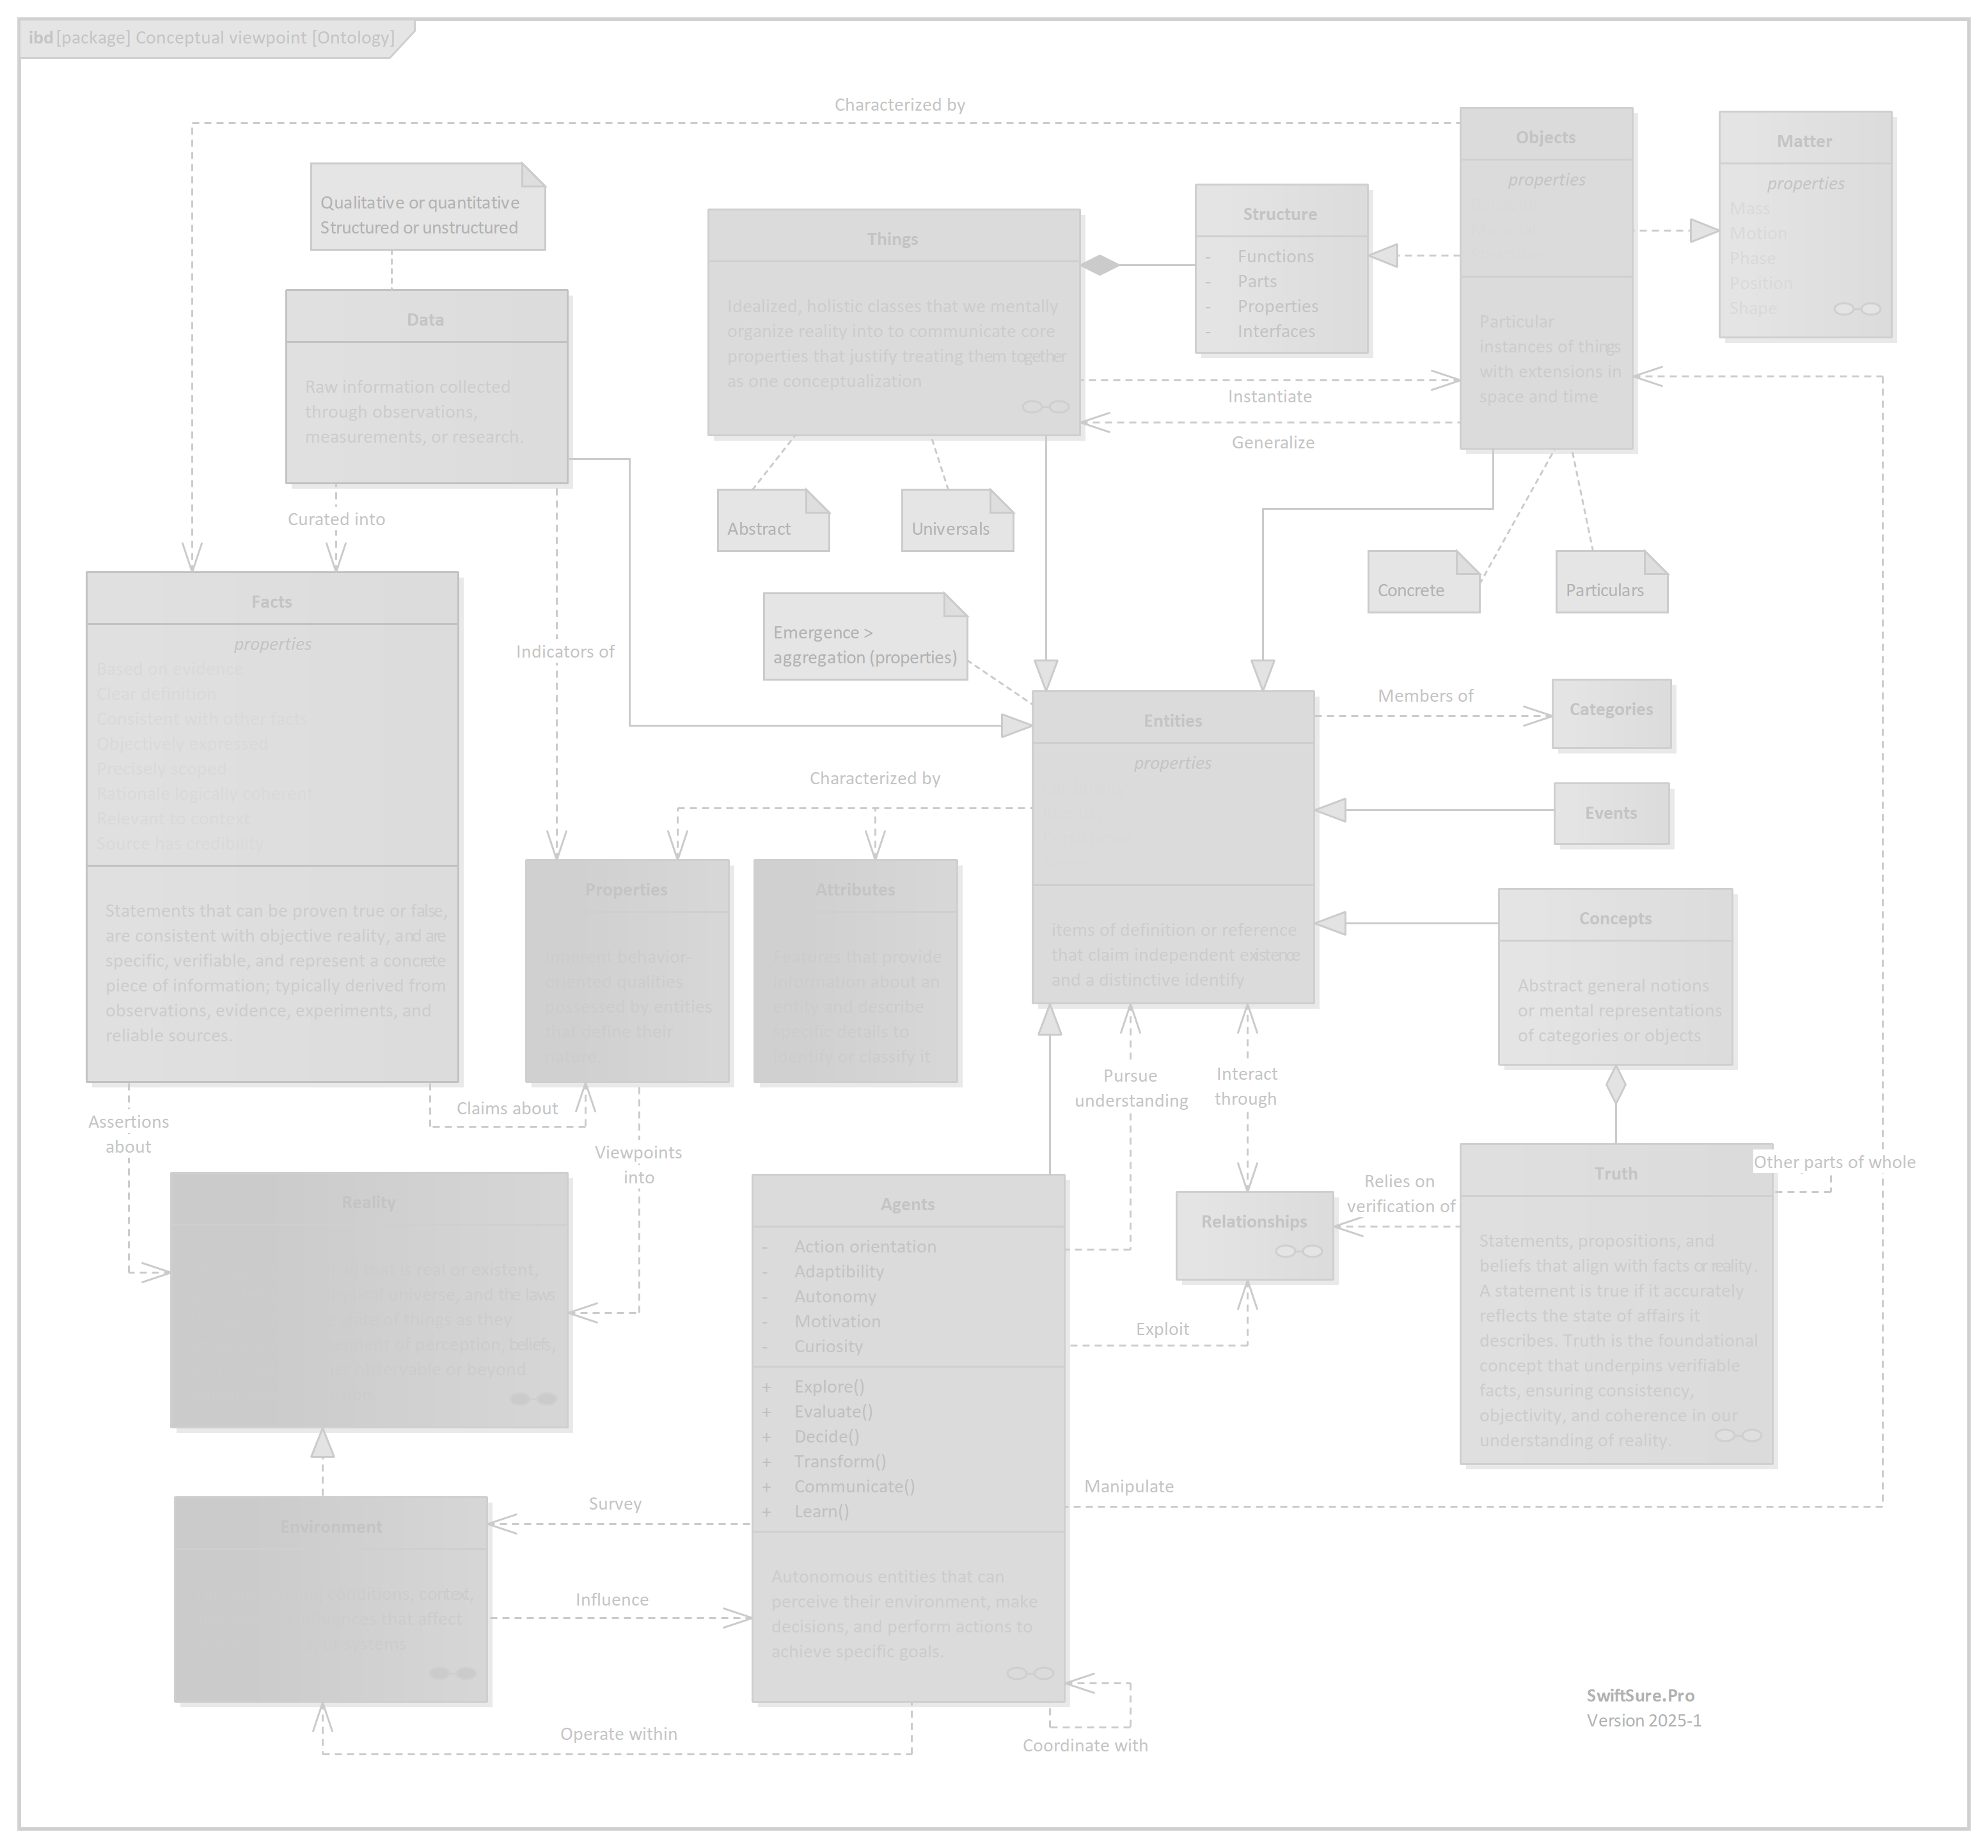 ibd [package] Conceptual viewpoint [Ontology]
Characterized by
Objects
properties
Particular
instances of things
with extensions in
space and time
Matter
properties
Mass
Motion
Phase
Position
Shape
Qualitative or quantitative
Structured or unstructured
Structure
- Functions
- Parts
- Properties
- Interfaces
Things
Idealized, holistic classes that we mentally
organize reality into to communicate core
properties that justify treating them together
as one conceptualization
Data
Raw information collected
through observations,
measurements, or research.
Instantiate
Generalize
Curated into
Abstract
Universals
Concrete
Particulars
Facts
properties
Based on evidence
Clear definition
Consistent with other facts
Objectively expressed
Precisely scoped
Rationale logically coherent
Relevant to context
Source has credibility
Statements that can be proven true or false,
are consistent with objective reality, and are
specific, verifiable, and represent a concrete
piece of information; typically derived from
observations, evidence, experiments, and
reliable sources.
Indicators of
Emergence >
aggregation (properties)
Entities
properties
items of definition or reference
that claim independent existence
and a distinctive identify
Members of
Categories
Characterized by
Events
Properties
behavior-
qualities
possessed by entities
that define their
nature
Attributes
Features that provide
information about an
entity and describe
specific details to
identify or classify it
Concepts
Abstract general notions
or mental representations
of categories or objects
Pursue
understanding
Interact
through
Claims about
Assertions
about
Viewpoints
into
Reality
that is real or existent,
universe, and the laws
of things as they
of perception, beliefs,
observable or beyond
Agents
- Action orientation
- Adaptibility
- Autonomy
- Motivation
- Curiosity
+ Explore()
+ Evaluate()
+ Decide()
+ Transform()
+ Communicate()
+ Learn()
Autonomous entities that can
perceive their environment, make
decisions, and perform actions to
achieve specific goals.
Relationships
Relies on
verification of
Truth
Statements, propositions, and
beliefs that align with facts or reality.
A statement is true if it accurately
reflects the state of affairs it
describes. Truth is the foundational
concept that underpins verifiable
facts, ensuring consistency,
objectivity, and coherence in our
understanding of reality.
Other parts of whole
Exploit
Manipulate
Survey
Environment
conditions, context,
that affect
systems
Influence
Operate within
Coordinate with
SwiftSure.Pro
Version 2025-1